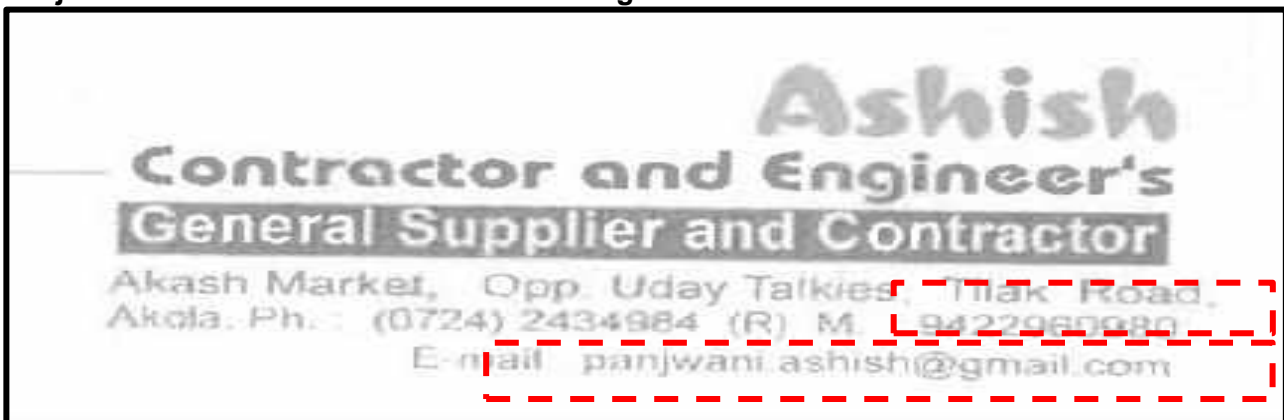 Ashish
Contractor and Engineer's
General Supplier and Contractor
Akash Market, Opp. Uday Talkies, Tilak Road,
Akola. Ph. : (0724) 2434984 (R) M. 9422960980
E-mail panjwani.ashish@gmail.com